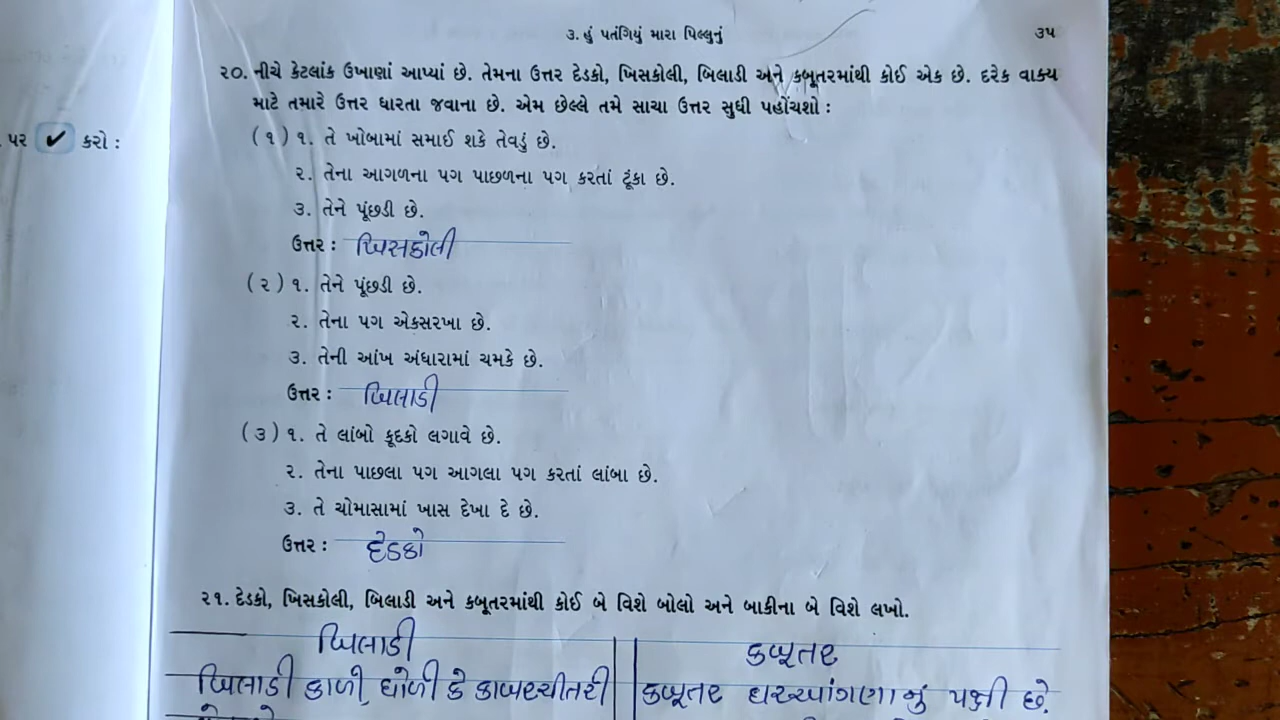 ૩. હું પતંગિયું મારા પિલ્લુનું ૩૫
૨૦. નીચે કેટલાંક ઉખાણાં આપ્યાં છે. તેમના ઉત્તર દેડકો, ખિસકોલી, બિલાડી અને કબૂતરમાંથી કોઈ એક છે. દરેક વાક્ય
માટે તમારે ઉત્તર ધારતા જવાના છે. એમ છેલ્લે તમે સાચા ઉત્તર સુધી પહોંચશો :
પર ✔ કરો :
(૧) ૧. તે ખોબામાં સમાઈ શકે તેવડું છે.
૨. તેના આગળના પગ પાછળના પગ કરતાં ટૂંકા છે.
૩. તેને પૂંછડી છે.
ઉત્તર : ખિસકોલી
(૨) ૧. તેને પૂંછડી છે.
૨. તેના પગ એકસરખા છે.
૩. તેની આંખ અંધારામાં ચમકે છે.
ઉત્તર : બિલાડી
(૩) ૧. તે લાંબો કૂદકો લગાવે છે.
૨. તેના પાછલા પગ આગલા પગ કરતાં લાંબા છે.
૩. તે ચોમાસામાં ખાસ દેખા દે છે.
ઉત્તર : દેડકો
૨૧. દેડકો, ખિસકોલી, બિલાડી અને કબૂતરમાંથી કોઈ બે વિશે બોલો અને બાકીના બે વિશે લખો.
બિલાડી કબૂતર
બિલાડી કાળી, ધોળી કે કાબરચીતરી કબૂતર ઘરઆંગણાનું પક્ષી છે.